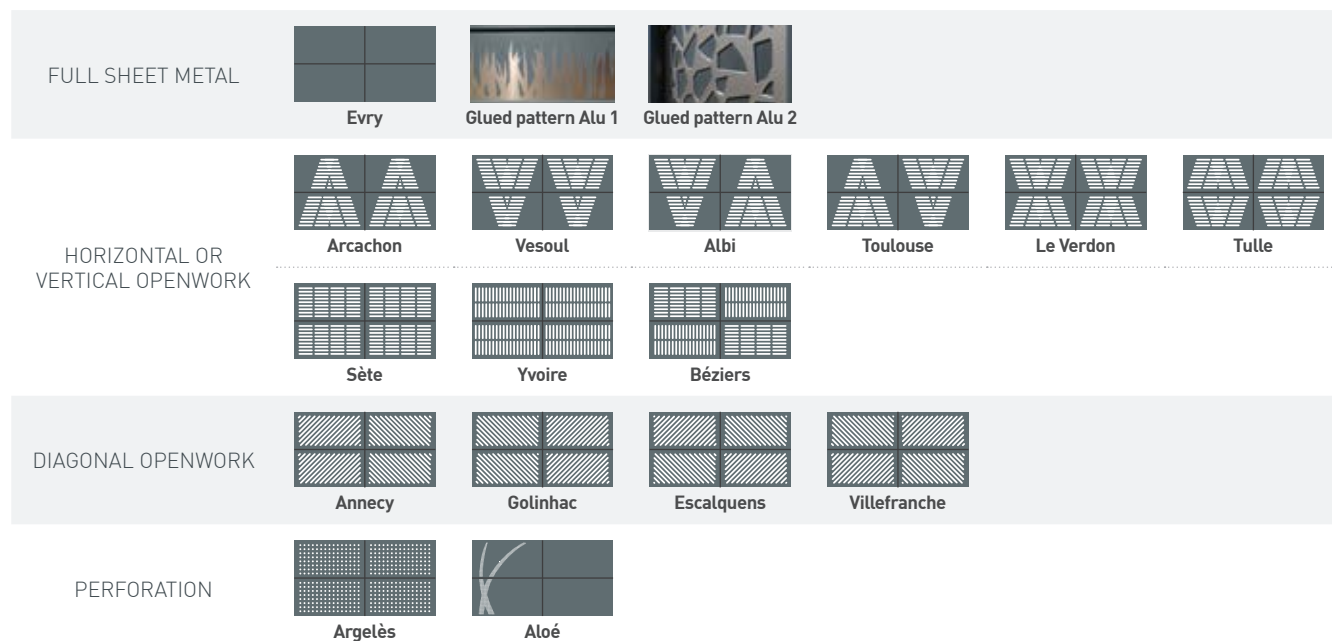 FULL SHEET METAL
Evry
Glued pattern Alu 1
Glued pattern Alu 2
HORIZONTAL OR
VERTICAL OPENWORK
Arcachon
Vesoul
Albi
Toulouse
Le Verdon
Tulle
Sète
Yvoire
Béziers
DIAGONAL OPENWORK
Annecy
Golinhac
Escalquens
Villefranche
PERFORATION
Argelès
Aloé